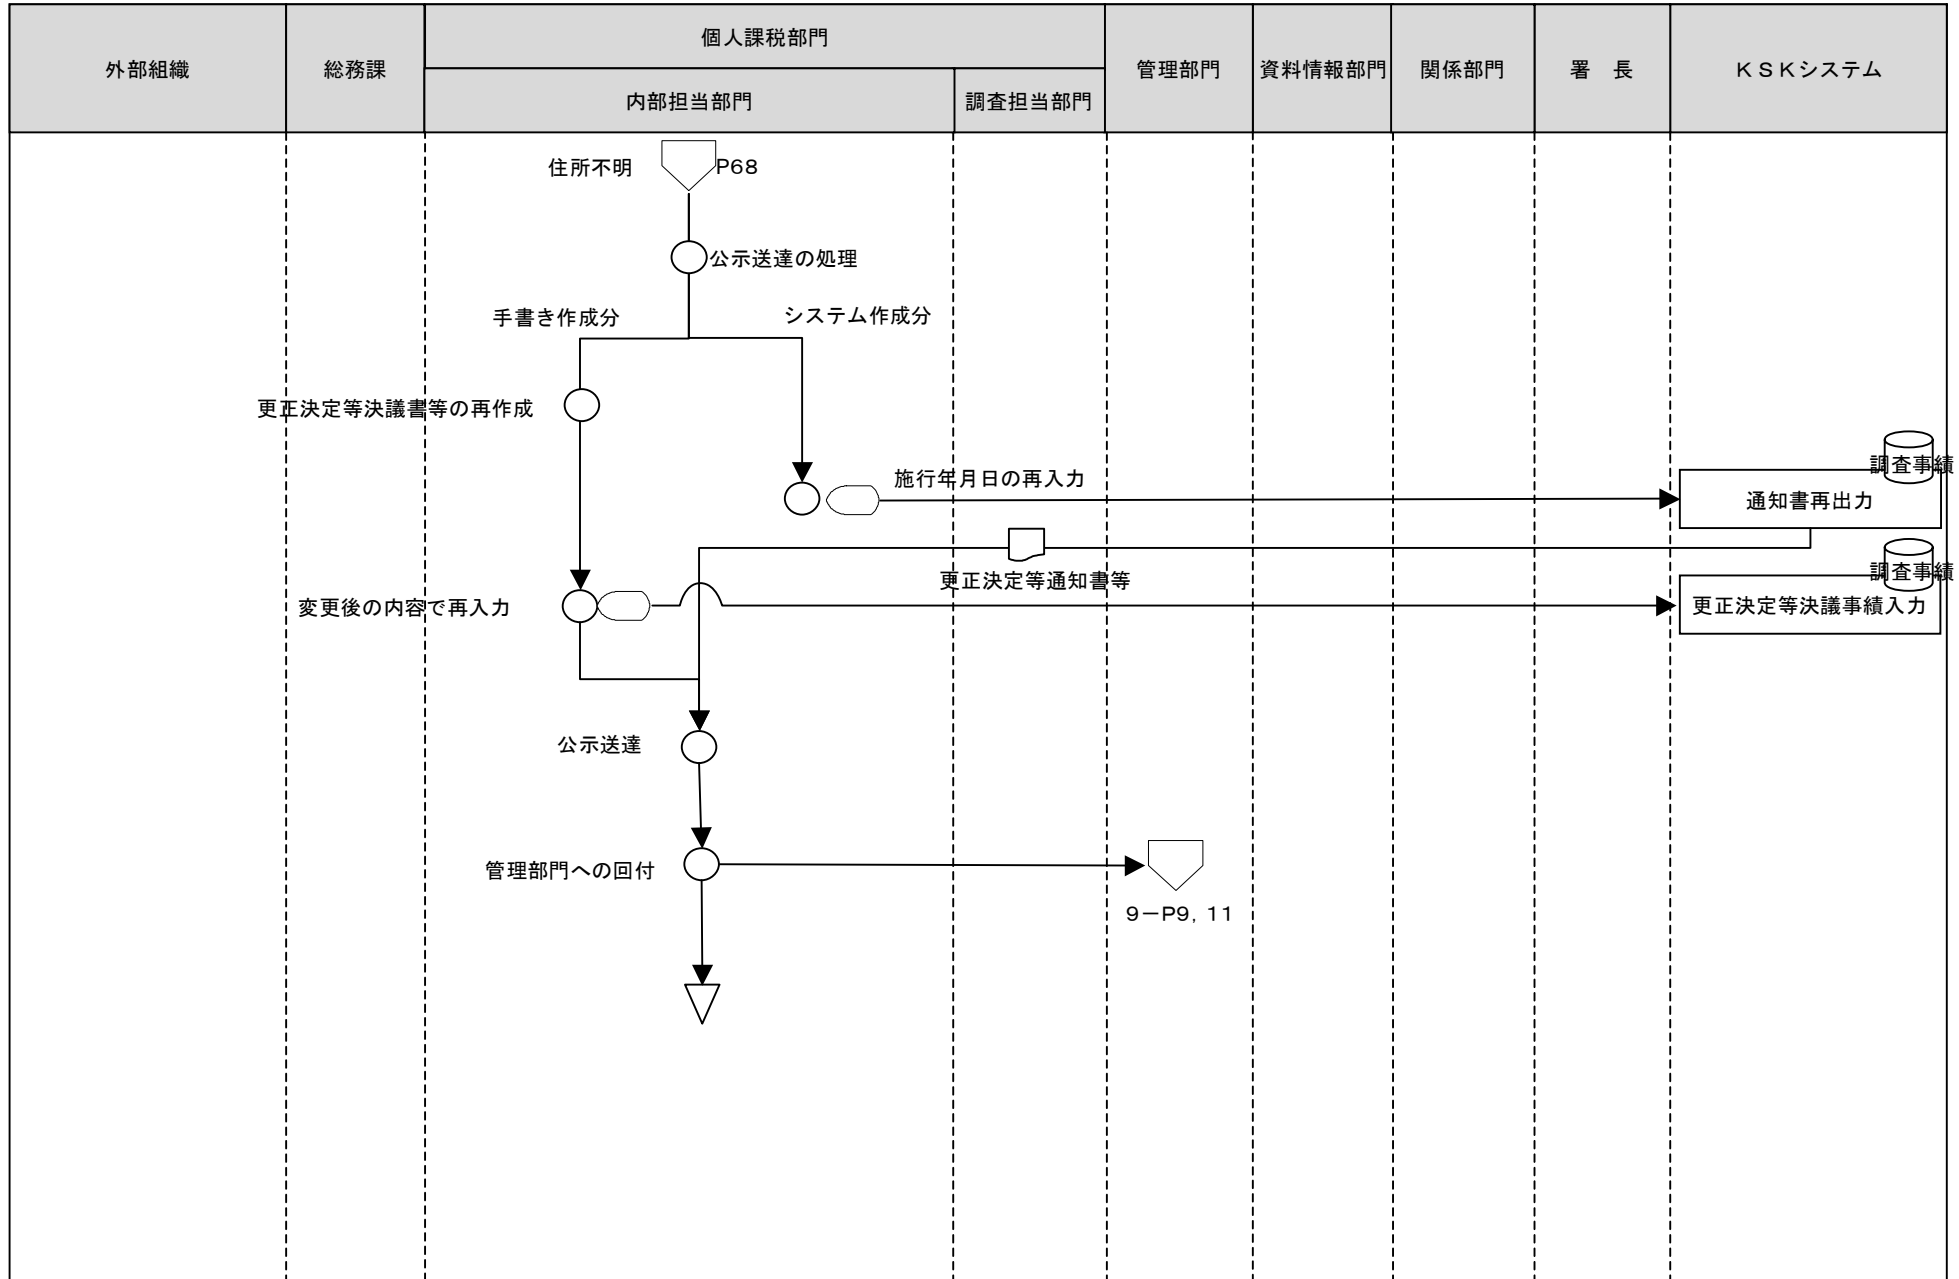 外部組織
総務課
個人課税部門
内部担当部門
調査担当部門
管理部門
資料情報部門
関係部門
署　長
ＫＳＫシステム
住所不明
P68
公示送達の処理
手書き作成分
システム作成分
更正決定等決議書等の再作成
施行年月日の再入力
調査事績
通知書再出力
更正決定等通知書等
調査事績
変更後の内容で再入力
更正決定等決議事績入力
公示送達
管理部門への回付
9－P9，11